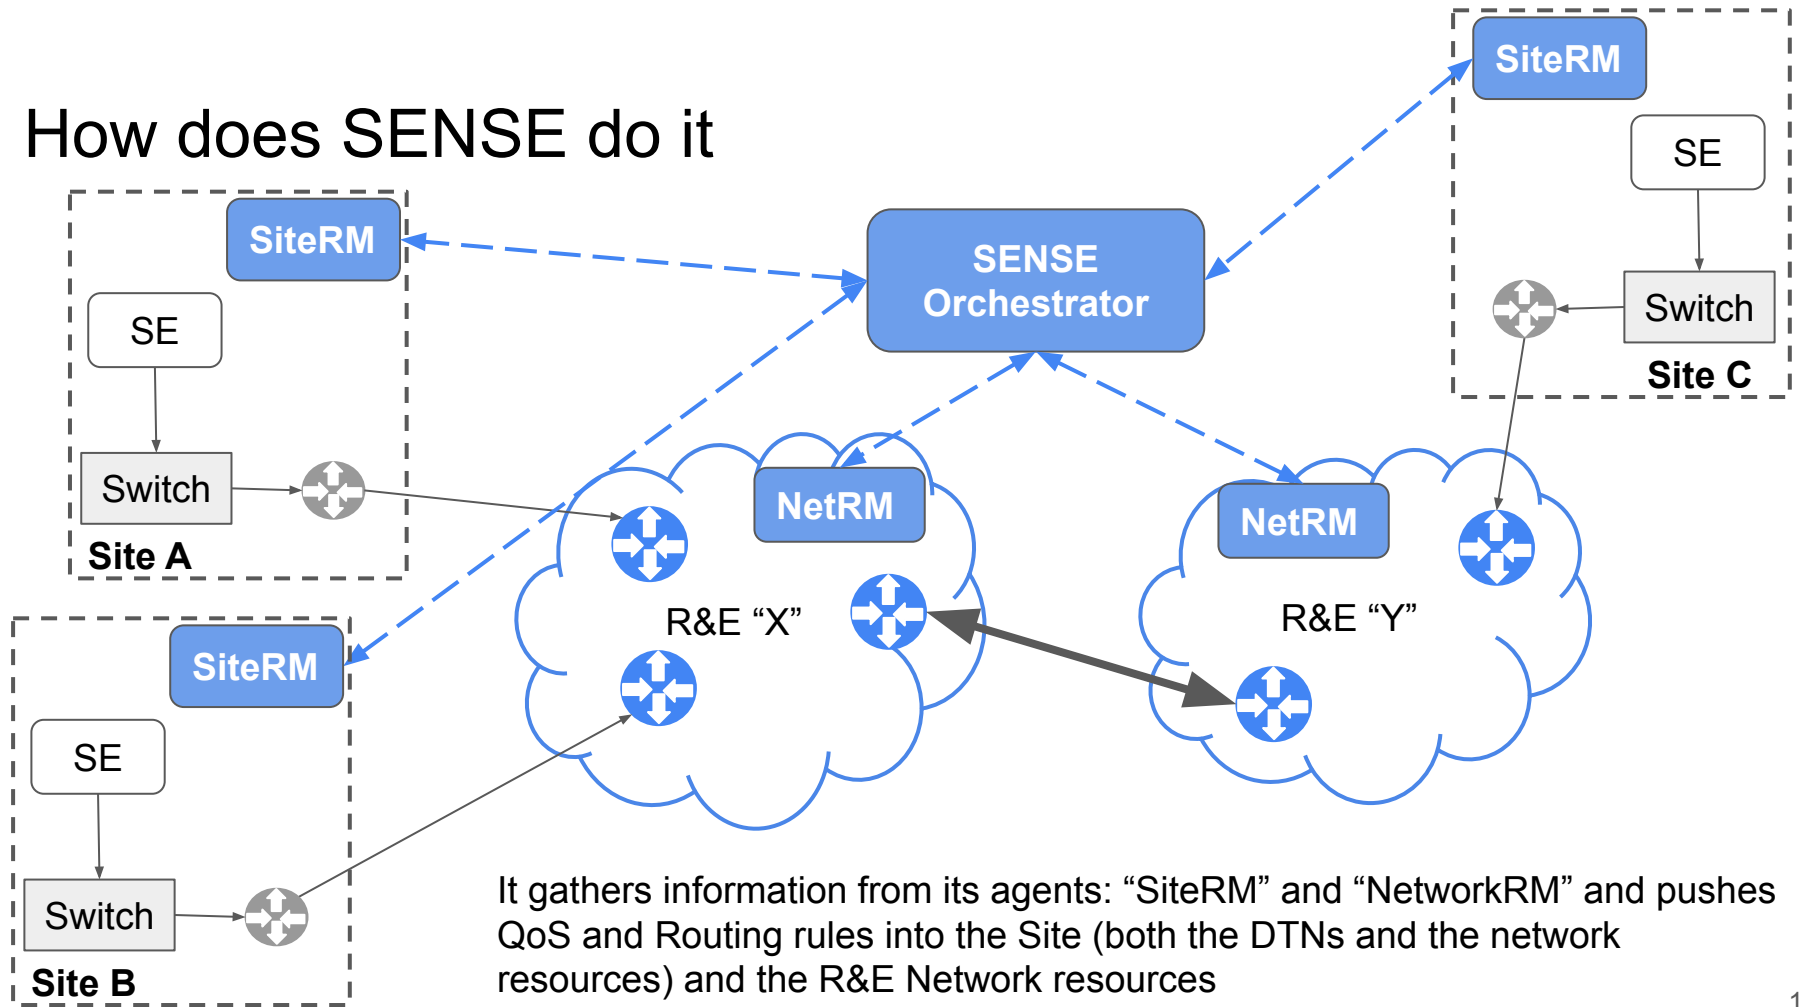 How does SENSE do it
SiteRM
SE
Switch
Site A
SiteRM
SE
Switch
Site B
SENSE
Orchestrator
NetRM
R&E “X”
NetRM
R&E “Y”
SiteRM
SE
Switch
Site C
It gathers information from its agents: “SiteRM” and “NetworkRM” and pushes
QoS and Routing rules into the Site (both the DTNs and the network
resources) and the R&E Network resources